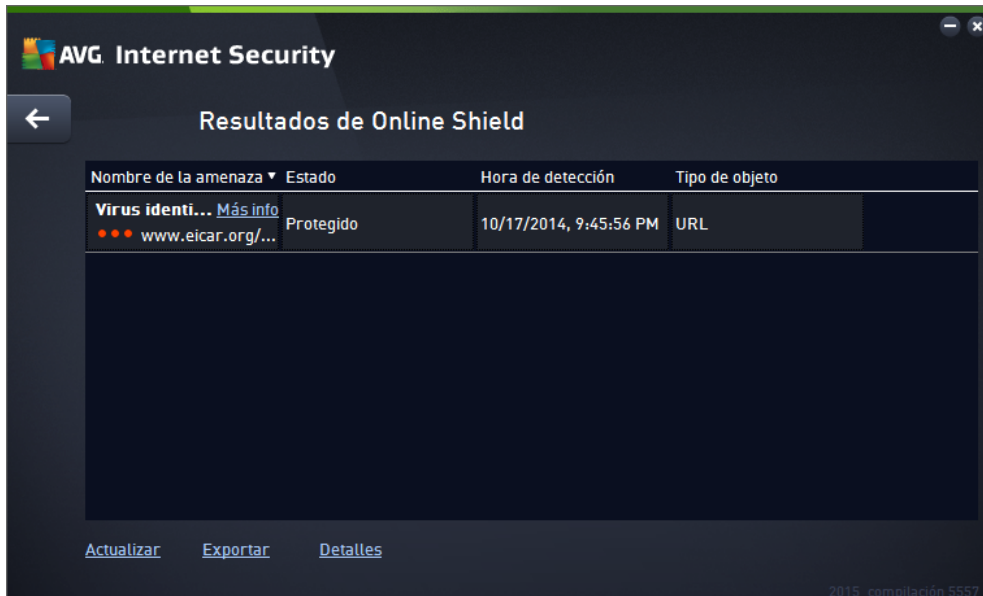 AVG. Internet Security
Resultados de Online Shield
Nombre de la amenaza Estado Hora de detección Tipo de objeto
Virus identi... Más info
www.eicar.org/...
Protegido 10/17/2014, 9:45:56 PM URL
Actualizar Exportar Detalles
2015 compilación 5557